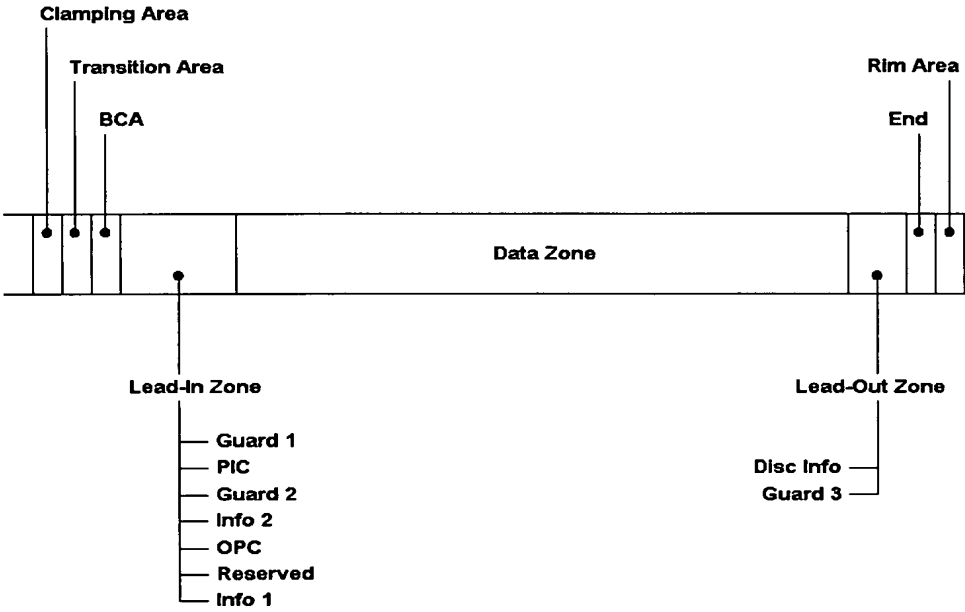 Clamping Area
Transition Area
Rim Area
BCA
End
Data Zone
Lead-In Zone
Lead-Out Zone
Guard 1
PIC
Guard 2
Info 2
OPC
Reserved
Info 1
Disc Info
Guard 3